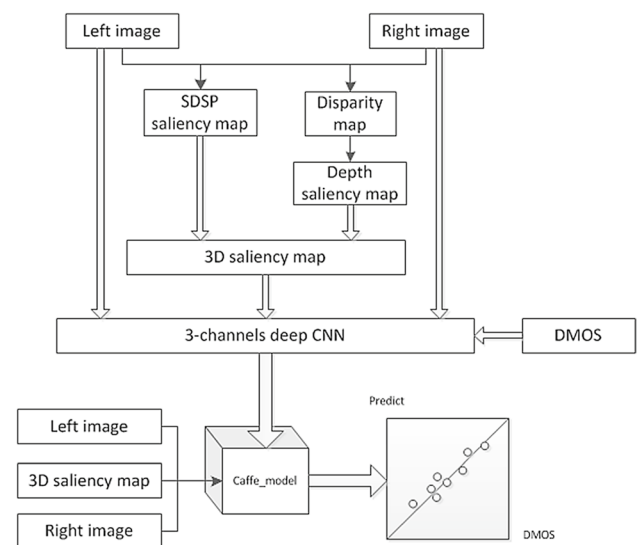 Left image
Right image
SDSP
saliency map
Disparity
map
Depth
saliency map
3D saliency map
3-channels deep CNN
DMOS
Predict
Left image
3D saliency map
Caffe_model
Right image
DMOS